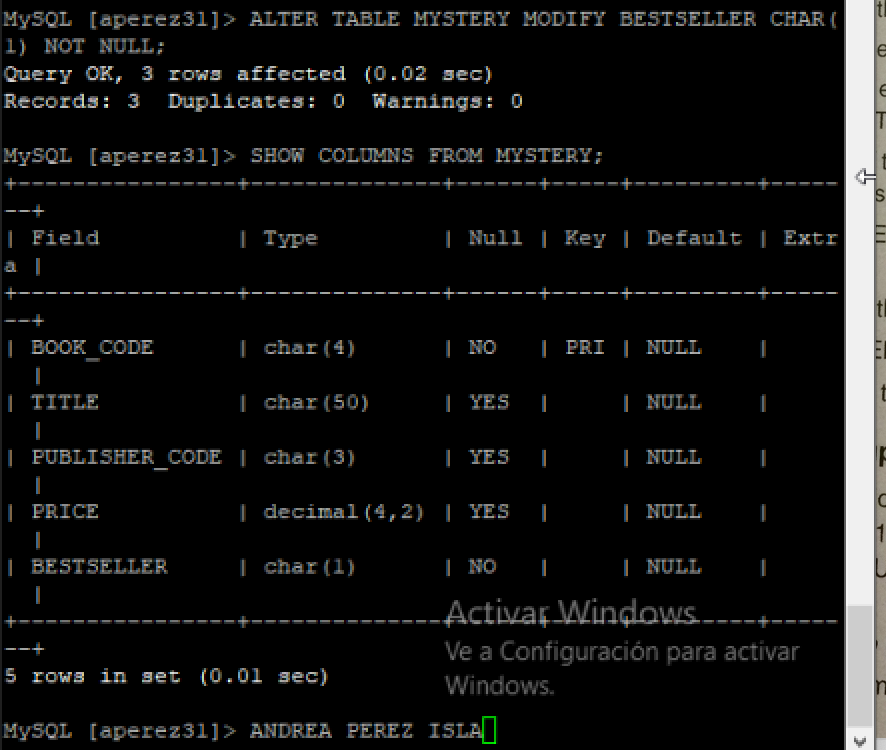 MySQL [aperez31]> ALTER TABLE MYSTERY MODIFY BESTSELLER CHAR(
1) NOT NULL;
Query OK, 3 rows affected (0.02 sec)
Records: 3  Duplicates: 0  Warnings: 0
MySQL [aperez31]> SHOW COLUMNS FROM MYSTERY;
+----------------+--------------+------+-----+---------+-----
--+
| Field          | Type         | Null | Key | Default | Extr
a |
+----------------+--------------+------+-----+---------+-----
--+
| BOOK_CODE      | char(4)      | NO   | PRI | NULL    |
  |
| TITLE          | char(50)     | YES  |     | NULL    |
  |
| PUBLISHER_CODE | char(3)      | YES  |     | NULL    |
  |
| PRICE          | decimal(4,2) | YES  |     | NULL    |
  |
| BESTSELLER     | char(1)      | NO   |     | NULL    |
  |
+----------------+--------------+------+-----+---------+-----
--+
Activar Windows
Ve a Configuración para activar
Windows.
5 rows in set (0.01 sec)
MySQL [aperez31]> ANDREA PEREZ ISLA